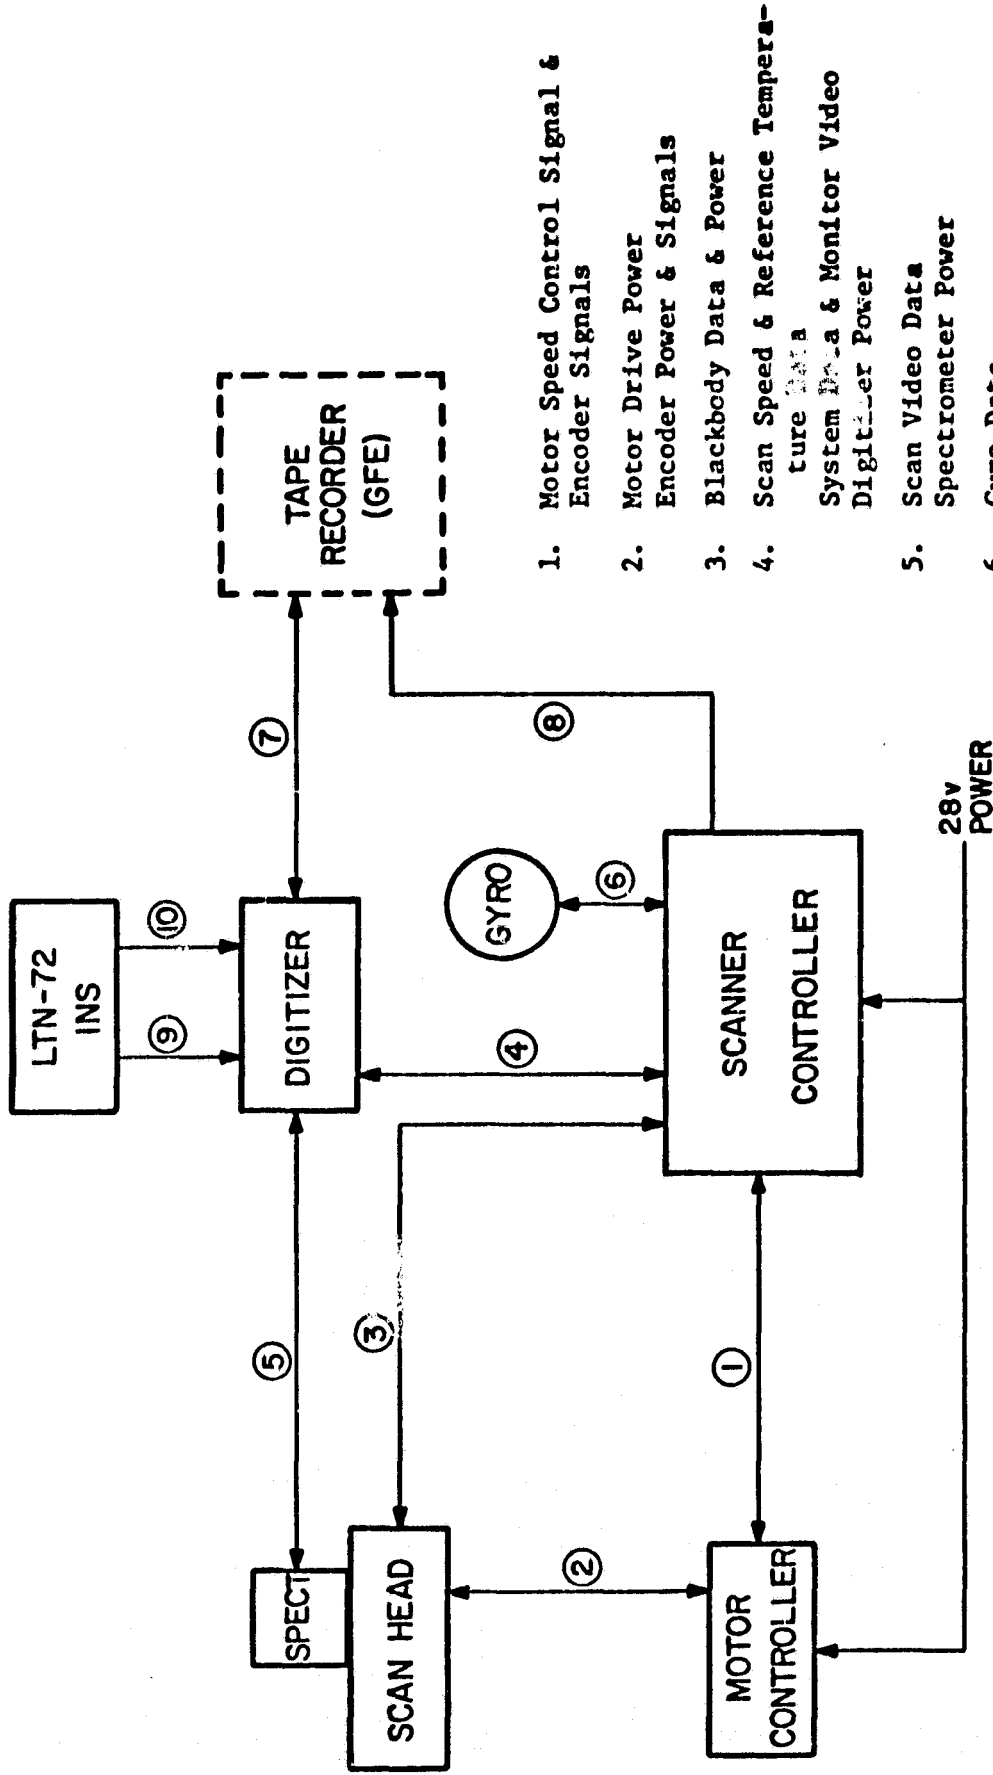 LTN-72
INS
9
10
SPECT
5
DIGITIZER
7
TAPE
RECORDER
(GFE)
SCAN HEAD
3
4
GYRO
6
8
2
MOTOR
CONTROLLER
1
SCANNER
CONTROLLER
28v
POWER
1. Motor Speed Control Signal &
Encoder Signals
2. Motor Drive Power
Encoder Power & Signals
3. Blackbody Data & Power
4. Scan Speed & Reference Tempera-
ture Data
System Data & Monitor Video
Digitizer Power
5. Scan Video Data
Spectrometer Power